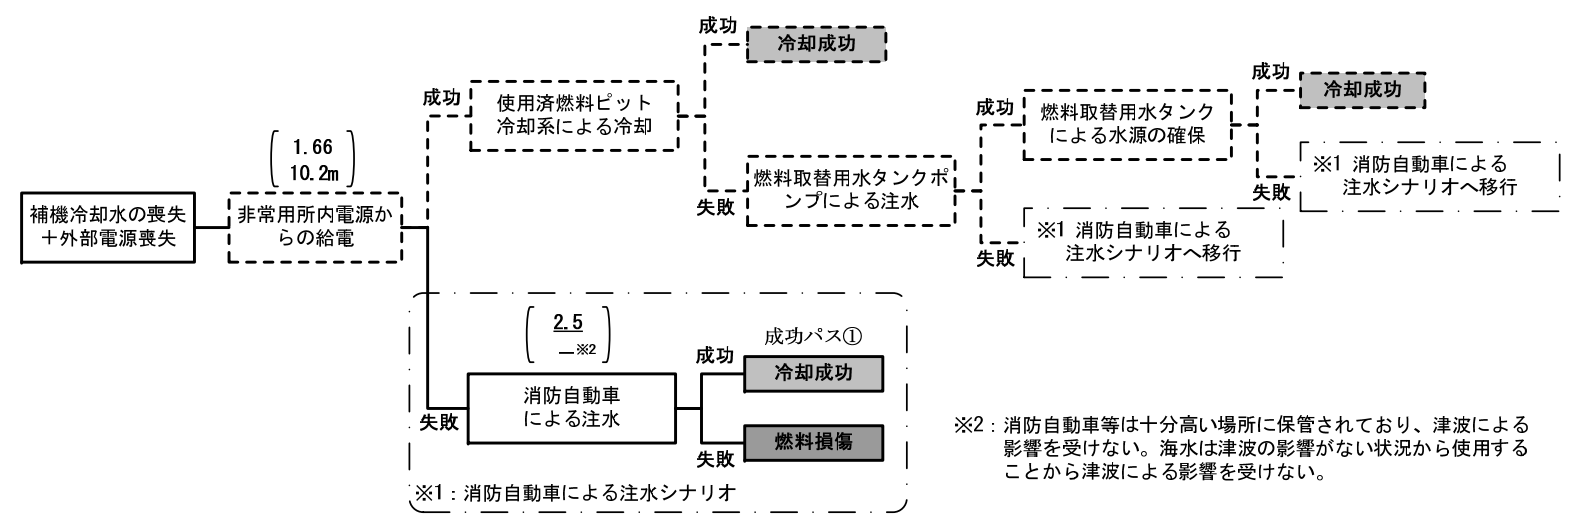 補機冷却水の喪失
＋外部電源喪失
1.66
10.2m
非常用所内電源か
らの給電
成功
使用済燃料ピット
冷却系による冷却
成功
冷却成功
失敗
燃料取替用水タンクポ
ンプによる注水
成功
燃料取替用水タンク
による水源の確保
成功
冷却成功
失敗
※1 消防自動車による
注水シナリオへ移行
失敗
※1 消防自動車による
注水シナリオへ移行
失敗
2.5
—※2
消防自動車
による注水
成功パス①
成功
冷却成功
失敗
燃料損傷
※1：消防自動車による注水シナリオ
※2：消防自動車等は十分高い場所に保管されており、津波による
影響を受けない。海水は津波の影響がない状況から使用する
ことから津波による影響を受けない。